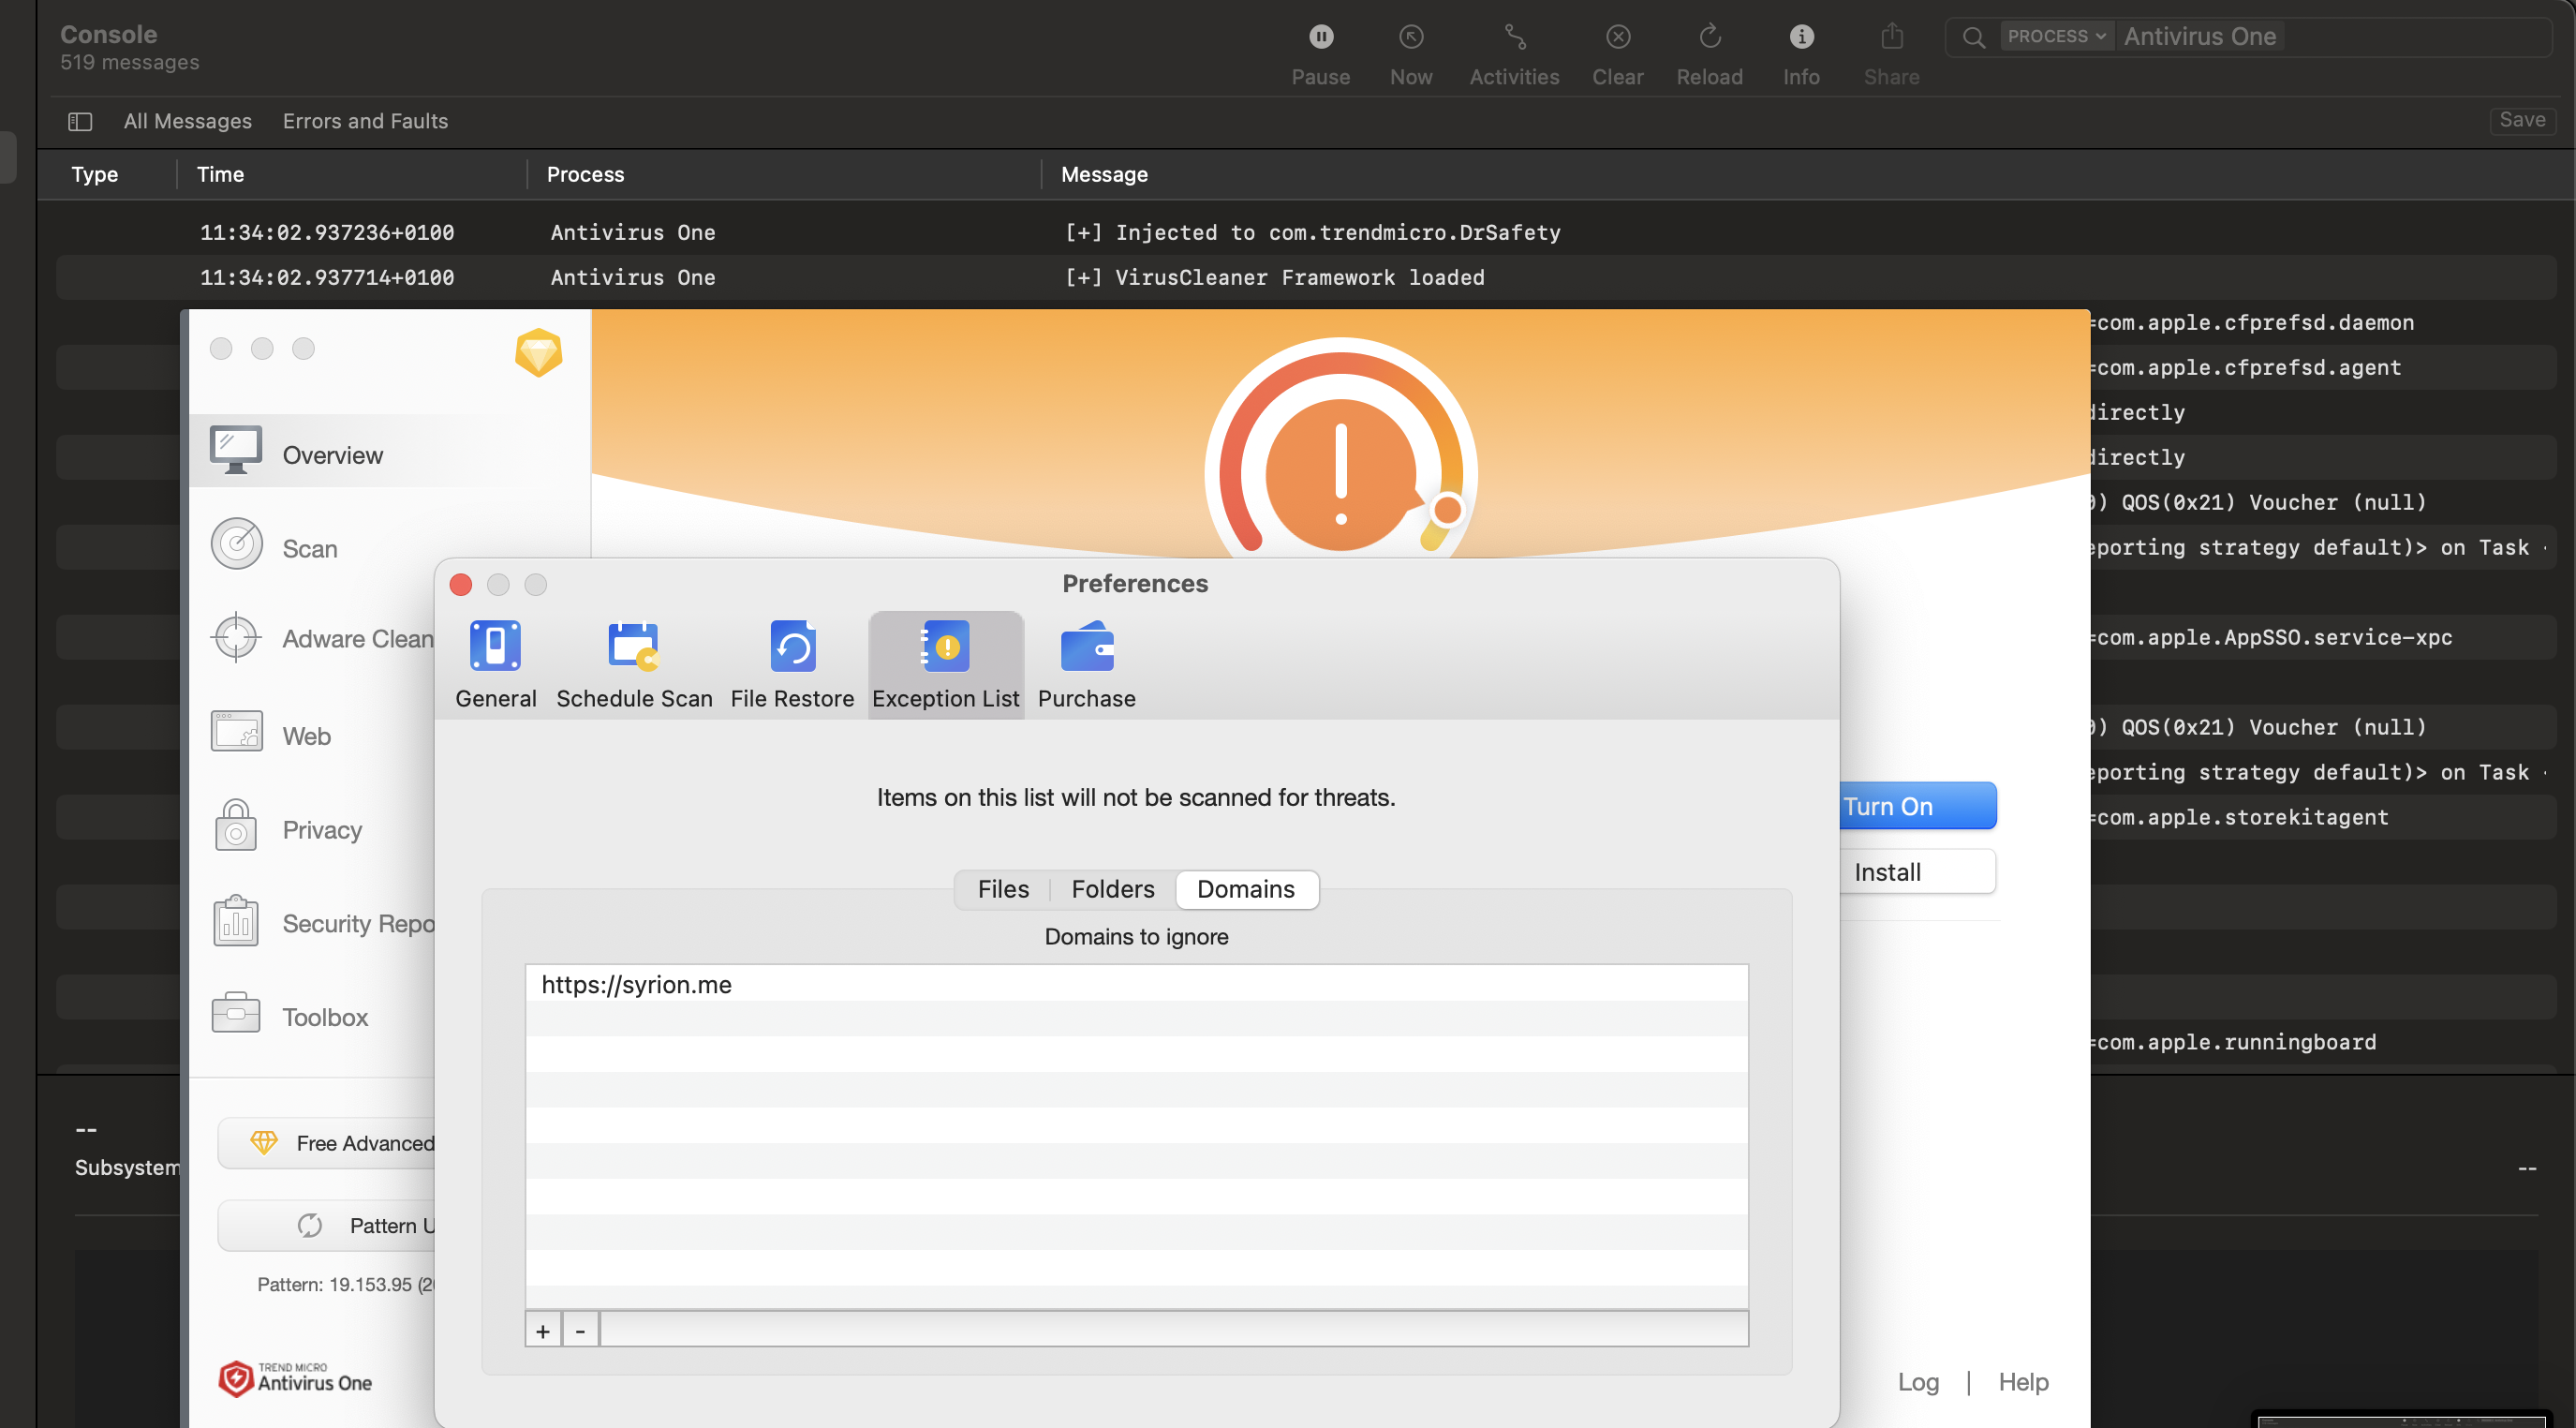 Console
519 messages
Pause
Now
Activities
Clear
Reload
Info
Share
PROCESS
Antivirus One
All Messages
Errors and Faults
Save
Type
Time
Process
Message
11:34:02.937236+0100 Antivirus One [+] Injected to com.trendmicro.DrSafety
11:34:02.937714+0100 Antivirus One [+] VirusCleaner Framework loaded
=com.apple.cfprefsd.daemon
=com.apple.cfprefsd.agent
directly
directly
) QOS(0x21) Voucher (null)
eporting strategy default)> on Task
=com.apple.AppSSO.service-xpc
) QOS(0x21) Voucher (null)
eporting strategy default)> on Task
=com.apple.storekitagent
=com.apple.runningboard
Overview
Scan
Adware Clean
Web
Privacy
Security Repo
Toolbox
Free Advanced
Pattern U
Pattern: 19.153.95 (20
TREND MICRO
Antivirus One
Preferences
General
Schedule Scan
File Restore
Exception List
Purchase
Items on this list will not be scanned for threats.
Files
Folders
Domains
Domains to ignore
https://syrion.me
+
-
Turn On
Install
Log | Help
--
Subsystem
--